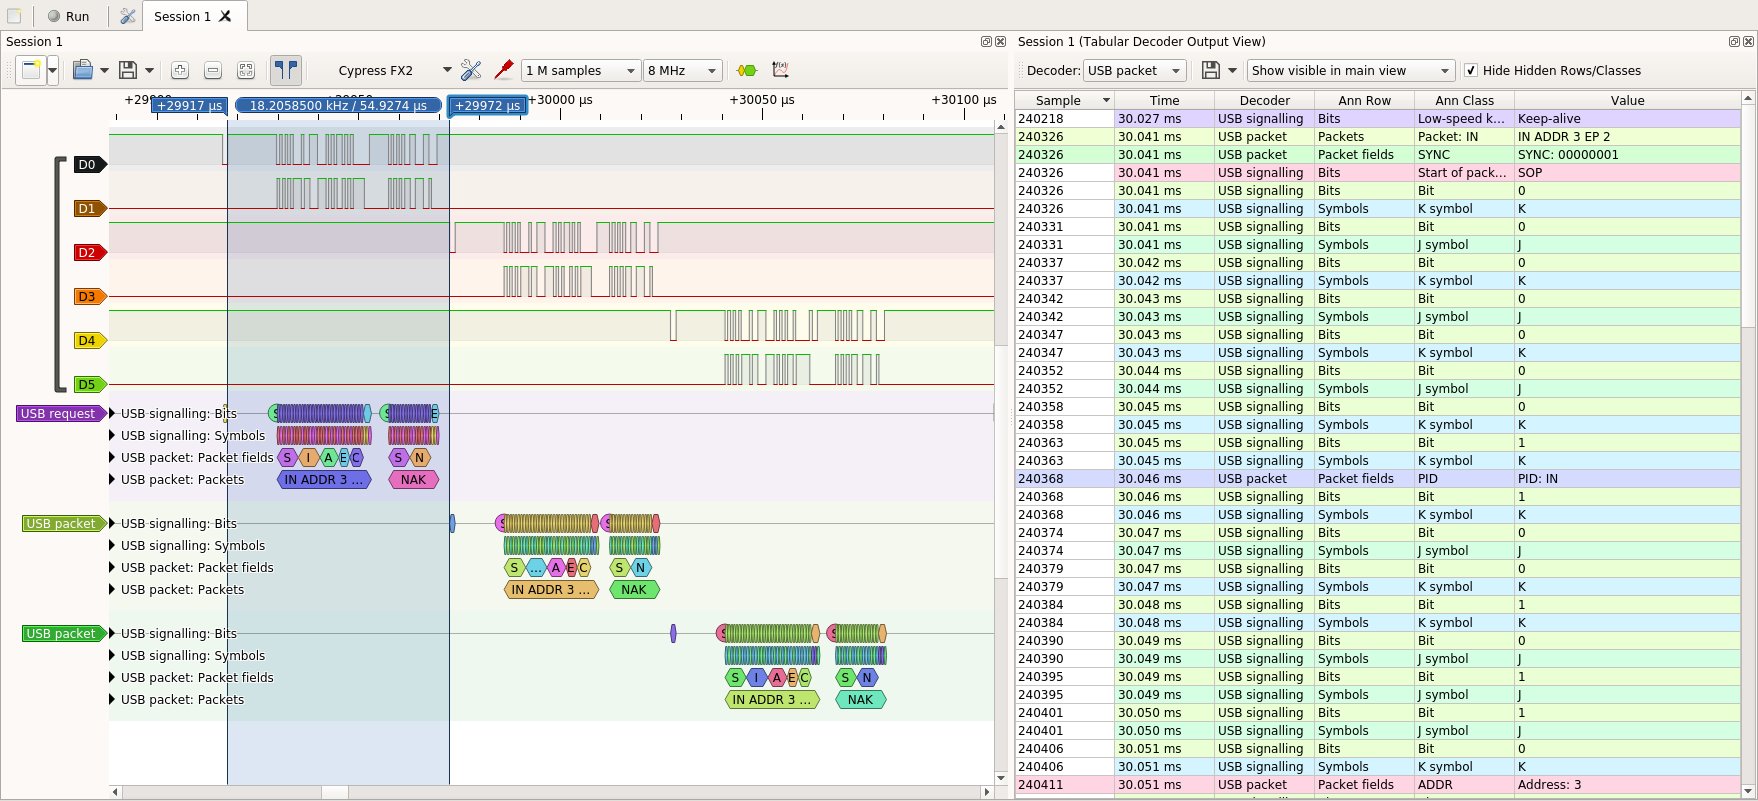 Run
Session 1
Session 1
Cypress FX2
1 M samples
8 MHz
+29917 µs
18.2058500 kHz / 54.9274 µs
+29972 µs
+30000 µs
+30050 µs
+30100 µs
D0
D1
D2
D3
D4
D5
USB request
USB signalling: Bits
E
USB signalling: Symbols
USB packet: Packet fields
S I A E C S N
USB packet: Packets
IN ADDR 3 ... NAK
USB packet
USB signalling: Bits
USB signalling: Symbols
USB packet: Packet fields
S ... A E C S N
USB packet: Packets
IN ADDR 3 ... NAK
USB packet
USB signalling: Bits
USB signalling: Symbols
USB packet: Packet fields
S I A E C S N
USB packet: Packets
IN ADDR 3 ... NAK
Session 1 (Tabular Decoder Output View)
Decoder: USB packet
Show visible in main view
Hide Hidden Rows/Classes
Sample Time Decoder Ann Row Ann Class Value
240218 30.027 ms USB signalling Bits Low-speed k... Keep-alive
240326 30.041 ms USB packet Packets Packet: IN IN ADDR 3 EP 2
240326 30.041 ms USB packet Packet fields SYNC SYNC: 00000001
240326 30.041 ms USB signalling Bits Start of pack... SOP
240326 30.041 ms USB signalling Bits Bit 0
240326 30.041 ms USB signalling Symbols K symbol K
240331 30.041 ms USB signalling Bits Bit 0
240331 30.041 ms USB signalling Symbols J symbol J
240337 30.042 ms USB signalling Bits Bit 0
240337 30.042 ms USB signalling Symbols K symbol K
240342 30.043 ms USB signalling Bits Bit 0
240342 30.043 ms USB signalling Symbols J symbol J
240347 30.043 ms USB signalling Bits Bit 0
240347 30.043 ms USB signalling Symbols K symbol K
240352 30.044 ms USB signalling Bits Bit 0
240352 30.044 ms USB signalling Symbols J symbol J
240358 30.045 ms USB signalling Bits Bit 0
240358 30.045 ms USB signalling Symbols K symbol K
240363 30.045 ms USB signalling Bits Bit 1
240363 30.045 ms USB signalling Symbols K symbol K
240368 30.046 ms USB packet Packet fields PID PID: IN
240368 30.046 ms USB signalling Bits Bit 1
240368 30.046 ms USB signalling Symbols K symbol K
240374 30.047 ms USB signalling Bits Bit 0
240374 30.047 ms USB signalling Symbols J symbol J
240379 30.047 ms USB signalling Bits Bit 0
240379 30.047 ms USB signalling Symbols K symbol K
240384 30.048 ms USB signalling Bits Bit 1
240384 30.048 ms USB signalling Symbols K symbol K
240390 30.049 ms USB signalling Bits Bit 0
240390 30.049 ms USB signalling Symbols J symbol J
240395 30.049 ms USB signalling Bits Bit 1
240395 30.049 ms USB signalling Symbols J symbol J
240401 30.050 ms USB signalling Bits Bit 1
240401 30.050 ms USB signalling Symbols J symbol J
240406 30.051 ms USB signalling Bits Bit 0
240406 30.051 ms USB signalling Symbols K symbol K
240411 30.051 ms USB packet Packet fields ADDR Address: 3